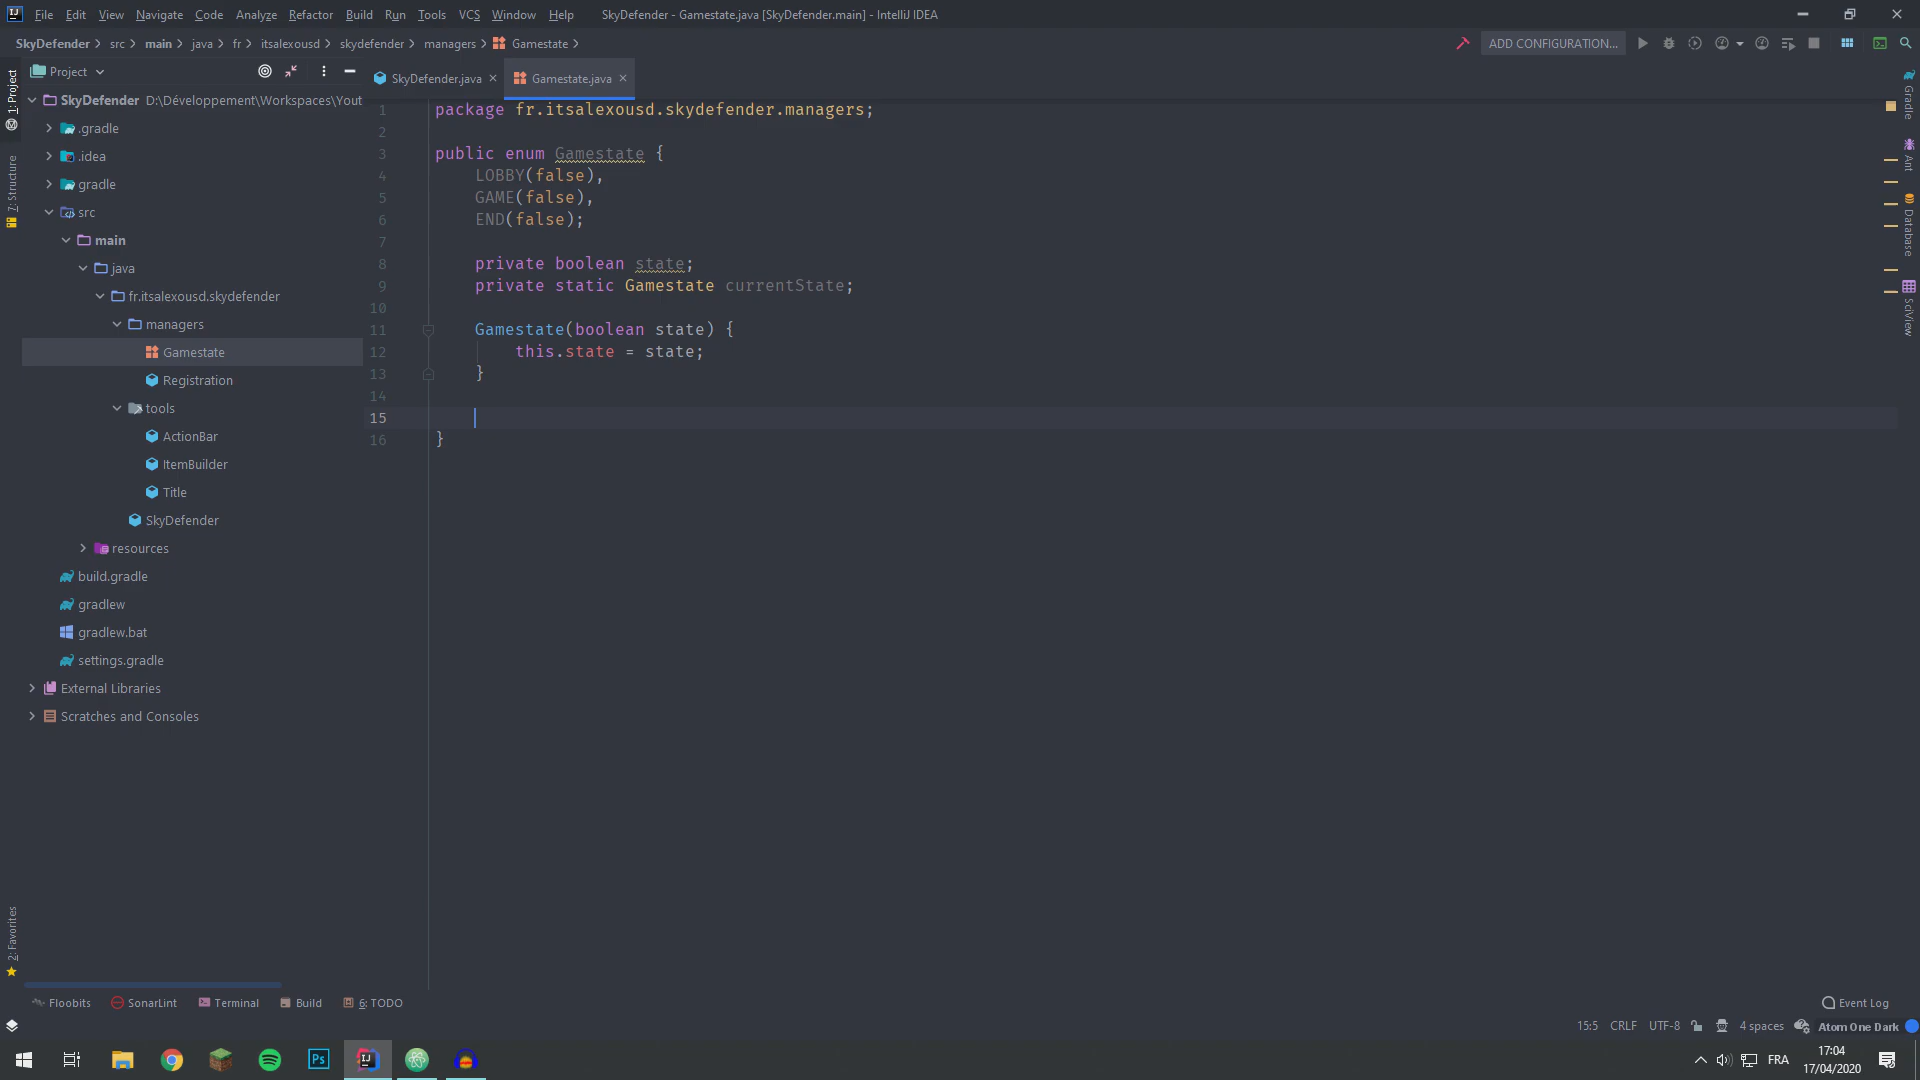 File Edit View Navigate Code Analyze Refactor Build Run Tools VCS Window Help SkyDefender - Gamestate.java [SkyDefender.main] - IntelliJ IDEA
SkyDefender src main java fr itsalexousd skydefender managers Gamestate ADD CONFIGURATION...
Project
SkyDefender.java
Gamestate.java
1: Project
7: Structure
2: Favorites
SkyDefender D:\Développement\Workspaces\Yout
.gradle
.idea
gradle
src
main
java
fr.itsalexousd.skydefender
managers
Gamestate
Registration
tools
ActionBar
ItemBuilder
Title
SkyDefender
resources
build.gradle
gradlew
gradlew.bat
settings.gradle
External Libraries
Scratches and Consoles
1 package fr.itsalexousd.skydefender.managers;
2
3 public enum Gamestate {
4 LOBBY(false),
5 GAME(false),
6 END(false);
7
8 private boolean state;
9 private static Gamestate currentState;
10
11 Gamestate(boolean state) {
12 this.state = state;
13 }
14
15
16 }
Gradle
Ant
Database
SciView
Floobits SonarLint Terminal Build 6: TODO Event Log
15:5 CRLF UTF-8 4 spaces Atom One Dark
Ps IJ FRA 17:04
17/04/2020